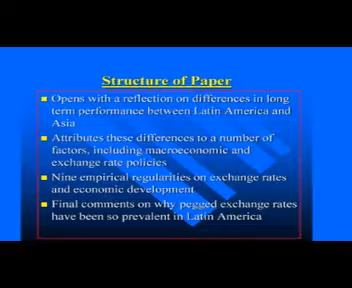 Structure of Paper
Opens with a reflection on differences in long
term performance between Latin America and
Asia
Attributes these differences to a number of
factors, including macroeconomic and
exchange rate policies
Nine empirical regularities on exchange rates
and economic development
Final comments on why pegged exchange rates
have been so prevalent in Latin America